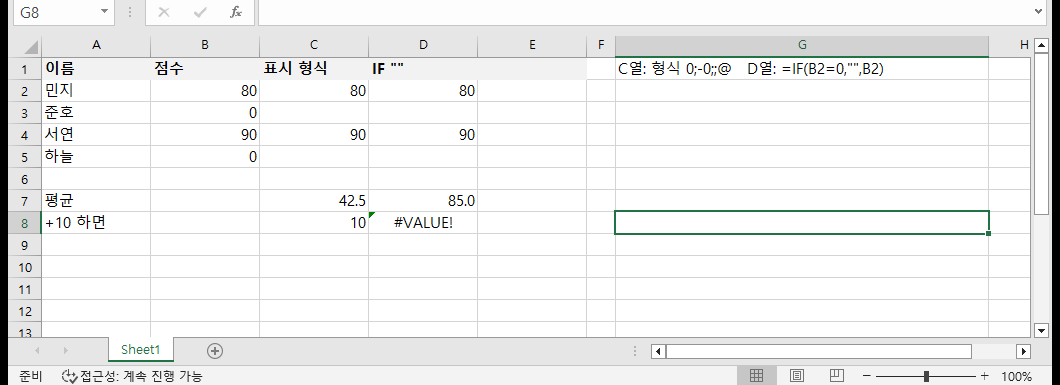 G8 fx
A B C D E F G H
1 이름 점수 표시 형식 IF "" C열: 형식 0;-0;;@ D열: =IF(B2=0,"",B2)
2 민지 80 80 80
3 준호 0
4 서연 90 90 90
5 하늘 0
6
7 평균 42.5 85.0
8 +10 하면 10 #VALUE!
9
10
11
12
13
Sheet1
준비 접근성: 계속 진행 가능 100%